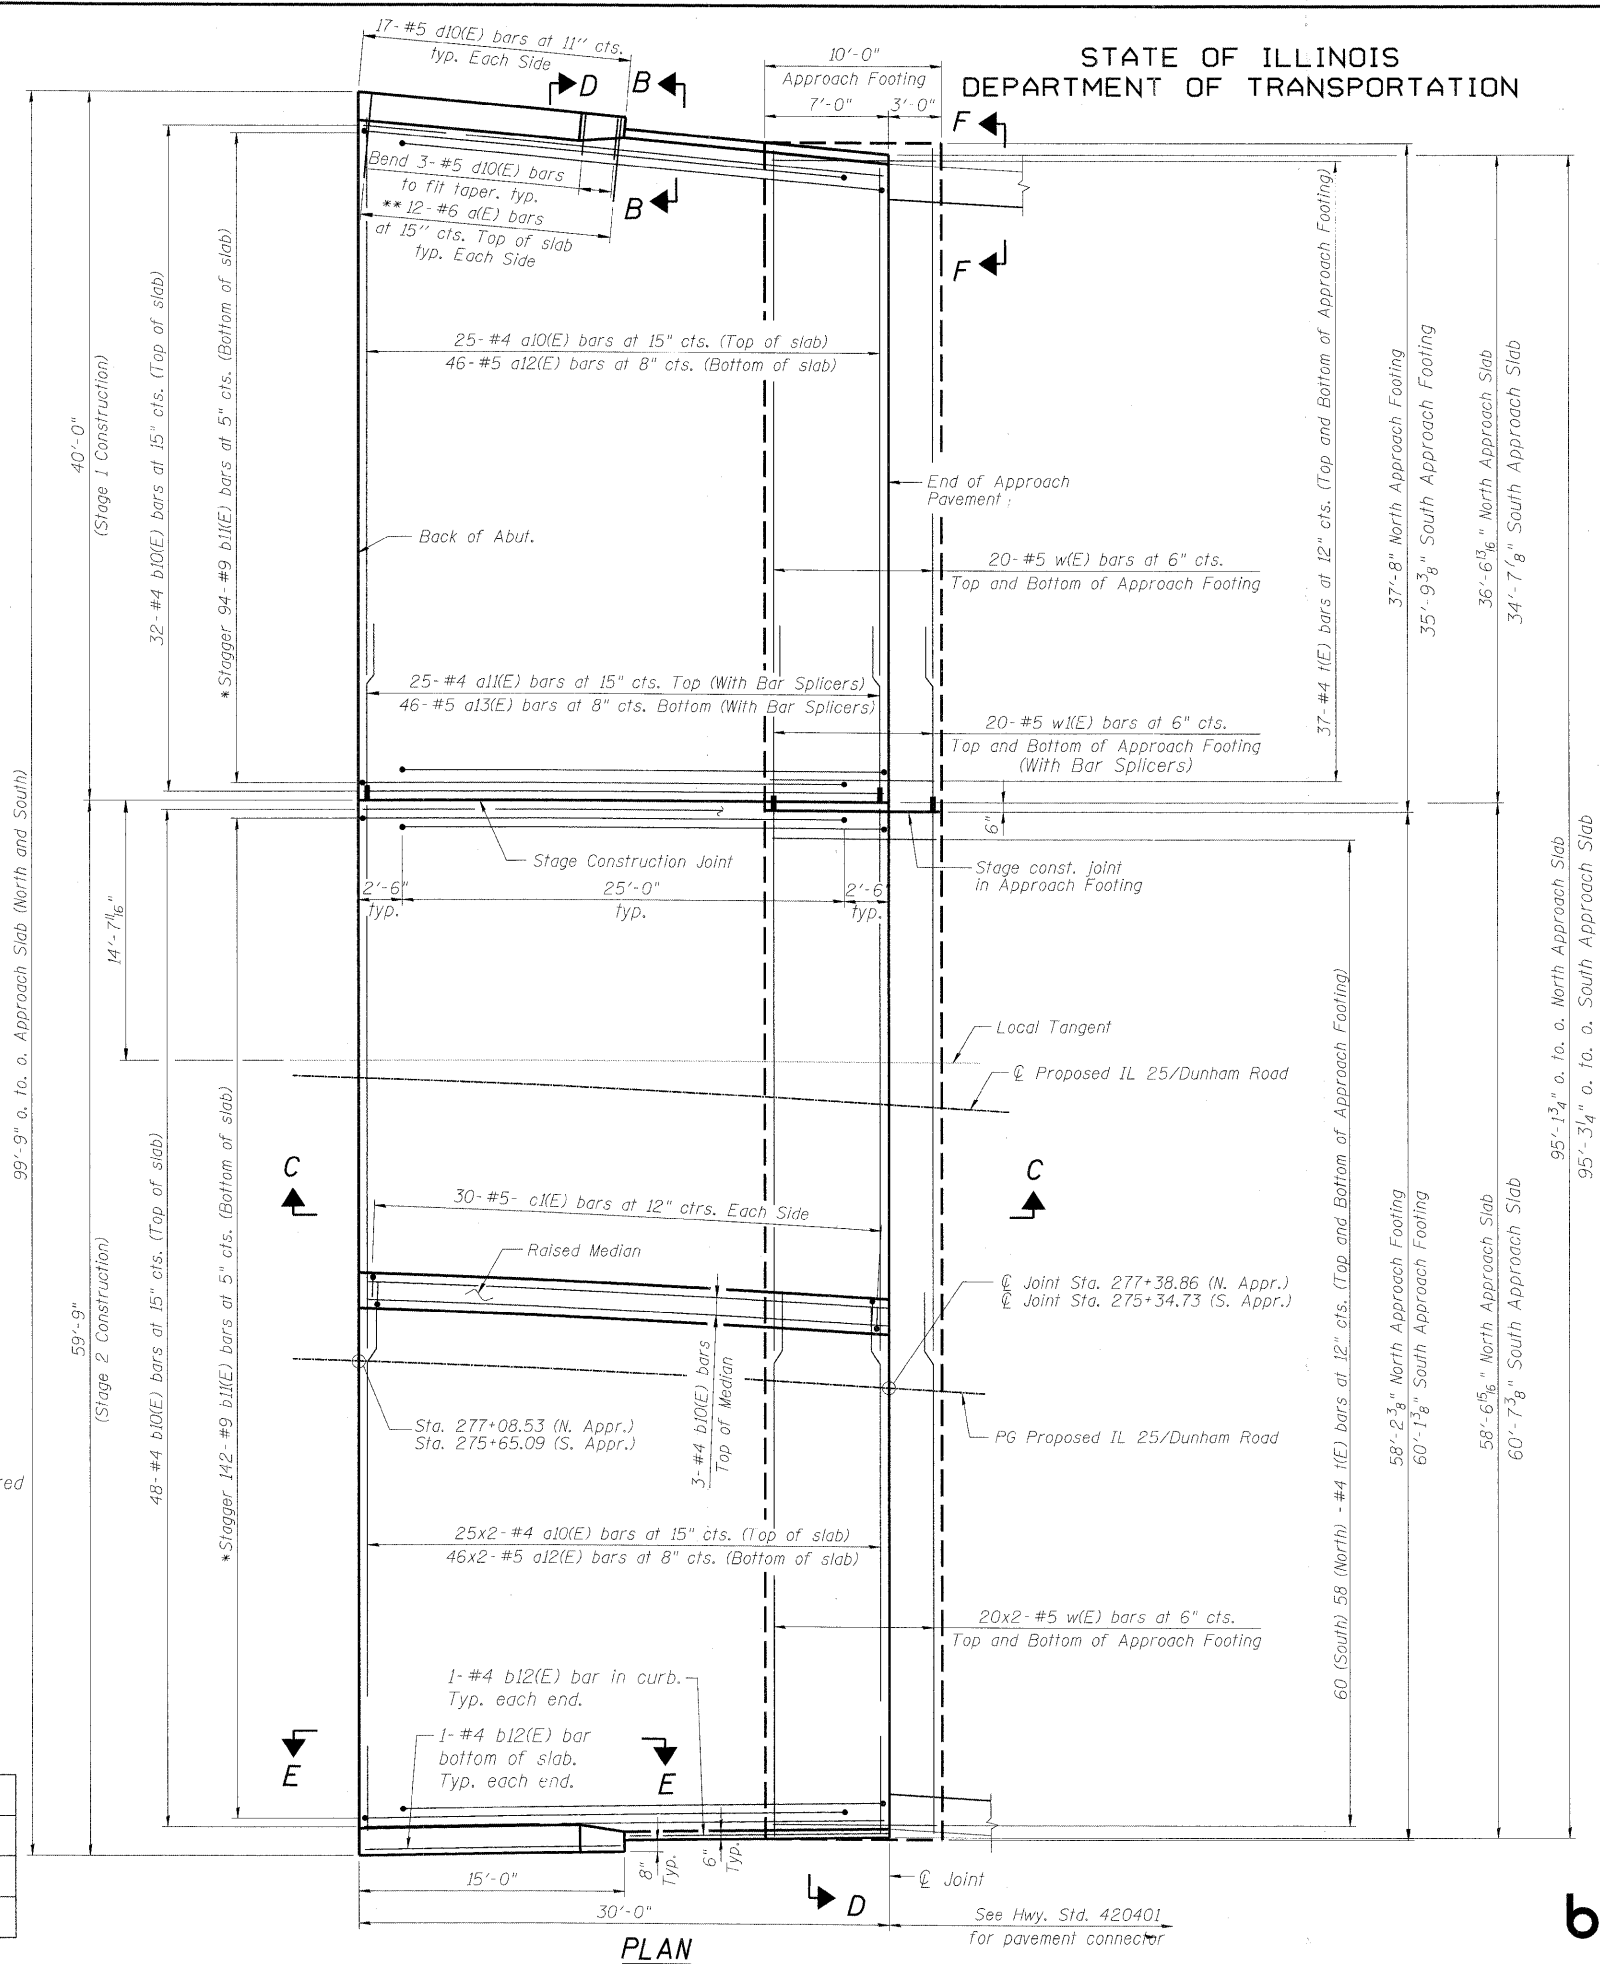 STATE OF ILLINOIS
DEPARTMENT OF TRANSPORTATION
17-#5 d10(E) bars at 11" cts.
typ. Each Side
D
B
10'-0"
Approach Footing
7'-0"
3'-0"
F
Bend 3-#5 d10(E) bars
to fit taper. typ.
B
** 12-#6 a(E) bars
at 15" cts. Top of slab
typ. Each Side
F
25-#4 a10(E) bars at 15" cts. (Top of slab)
46-#5 a12(E) bars at 8" cts. (Bottom of slab)
99'-9" o. to. o. Approach Slab (North and South)
40'-0"
(Stage 1 Construction)
32-#4 b10(E) bars at 15" cts. (Top of slab)
*Stagger 94-#9 b11(E) bars at 5" cts. (Bottom of slab)
End of Approach
Pavement
Back of Abut.
20-#5 w(E) bars at 6" cts.
Top and Bottom of Approach Footing
37-#4 t(E) bars at 12" cts. (Top and Bottom of Approach Footing)
37'-8" North Approach Footing
35'-9 3/8" South Approach Footing
36'-6 13/16" North Approach Slab
34'-7 1/8" South Approach Slab
25-#4 a11(E) bars at 15" cts. Top (With Bar Splicers)
46-#5 a13(E) bars at 8" cts. Bottom (With Bar Splicers)
20-#5 w1(E) bars at 6" cts.
Top and Bottom of Approach Footing
(With Bar Splicers)
6"
Stage Construction Joint
Stage const. joint
in Approach Footing
2'-6"
typ.
25'-0"
typ.
2'-6"
typ.
14'-7 11/16"
Local Tangent
℄ Proposed IL 25/Dunham Road
95'-1 3/4" o. to. o. North Approach Slab
95'-3 1/4" o. to. o. South Approach Slab
C
C
30-#5- c1(E) bars at 12" ctrs. Each Side
Raised Median
℄ Joint Sta. 277+38.86 (N. Appr.)
℄ Joint Sta. 275+34.73 (S. Appr.)
59'-9"
(Stage 2 Construction)
48-#4 b10(E) bars at 15" cts. (Top of slab)
*Stagger 142-#9 b11(E) bars at 5" cts. (Bottom of slab)
3-#4 b10(E) bars
Top of Median
Sta. 277+08.53 (N. Appr.)
Sta. 275+65.09 (S. Appr.)
PG Proposed IL 25/Dunham Road
60 (South) 58 (North) - #4 t(E) bars at 12" cts. (Top and Bottom of Approach Footing)
58'-2 3/8" North Approach Footing
60'-1 3/8" South Approach Footing
58'-6 15/16" North Approach Slab
60'-7 3/8" South Approach Slab
25x2-#4 a10(E) bars at 15" cts. (Top of slab)
46x2-#5 a12(E) bars at 8" cts. (Bottom of slab)
20x2-#5 w(E) bars at 6" cts.
Top and Bottom of Approach Footing
1-#4 b12(E) bar in curb.
Typ. each end.
1-#4 b12(E) bar
bottom of slab.
Typ. each end.
E
E
8"
Typ.
6"
Typ.
15'-0"
30'-0"
D
℄ Joint
See Hwy. Std. 420401
for pavement connector
PLAN
b